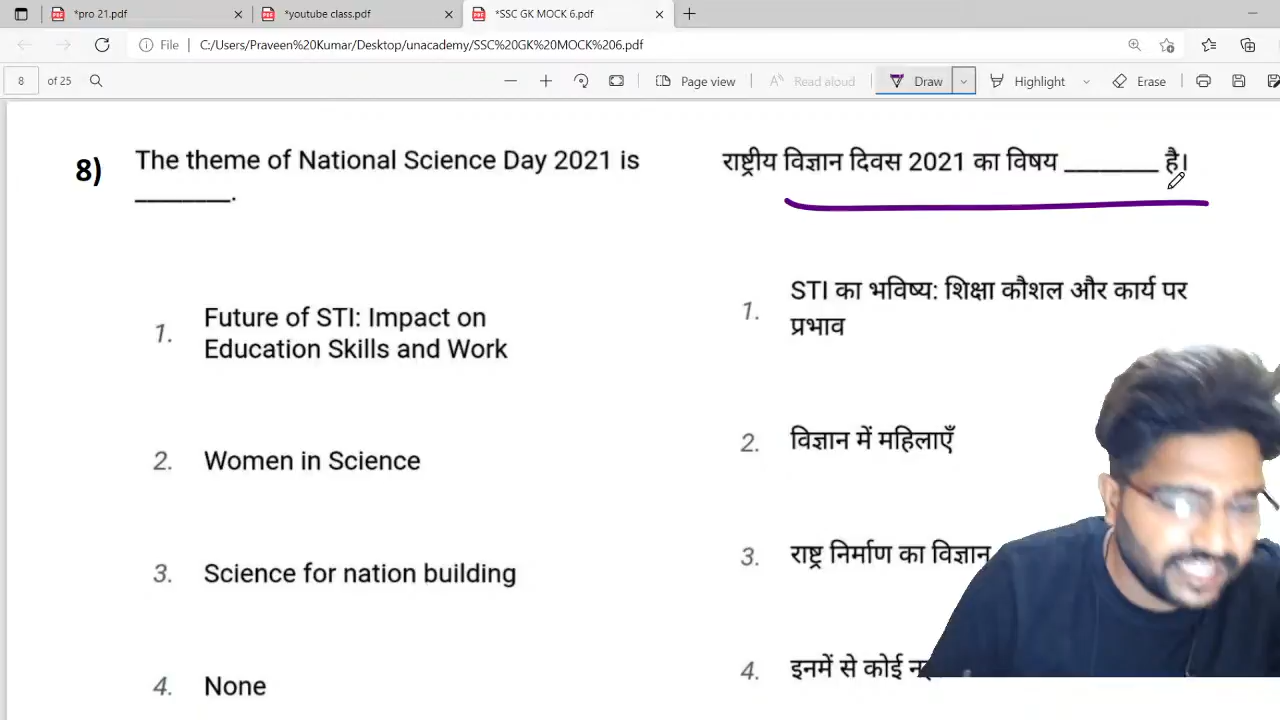 *pro 21.pdf
*youtube class.pdf
*SSC GK MOCK 6.pdf
File
C:/Users/Praveen%20Kumar/Desktop/unacademy/SSC%20GK%20MOCK%206.pdf
8 of 25
Page view
Read aloud
Draw
Highlight
Erase
8)
The theme of National Science Day 2021 is
_______.
1. Future of STI: Impact on
Education Skills and Work
2. Women in Science
3. Science for nation building
4. None
राष्ट्रीय विज्ञान दिवस 2021 का विषय _______ है।
1. STI का भविष्य: शिक्षा कौशल और कार्य पर
प्रभाव
2. विज्ञान में महिलाएँ
3. राष्ट्र निर्माण का विज्ञान
4. इनमें से कोई